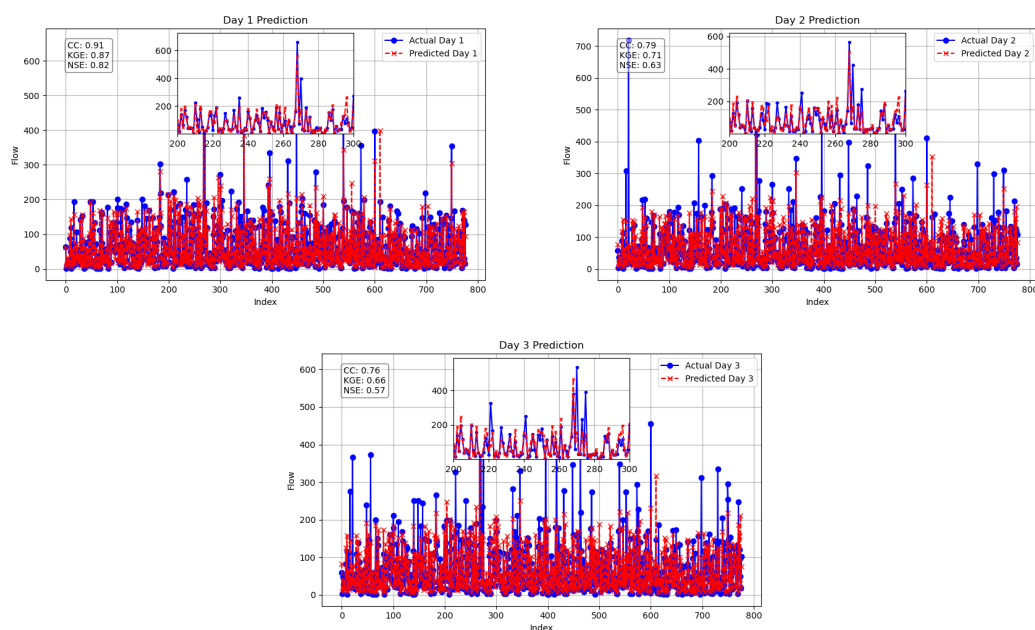 Day 1 Prediction
CC: 0.91
KGE: 0.87
NSE: 0.82
Actual Day 1
Predicted Day 1
600
500
400
300
200
100
0
Flow
600
400
200
200 220 240 260 280 300
0 100 200 300 400 500 600 700 800
Index
Day 2 Prediction
CC: 0.79
KGE: 0.71
NSE: 0.63
Actual Day 2
Predicted Day 2
700
600
500
400
300
200
100
0
Flow
600
400
200
200 220 240 260 280 300
0 100 200 300 400 500 600 700 800
Index
Day 3 Prediction
CC: 0.76
KGE: 0.66
NSE: 0.57
Actual Day 3
Predicted Day 3
600
500
400
300
200
100
0
Flow
400
200
200 220 240 260 280 300
0 100 200 300 400 500 600 700 800
Index